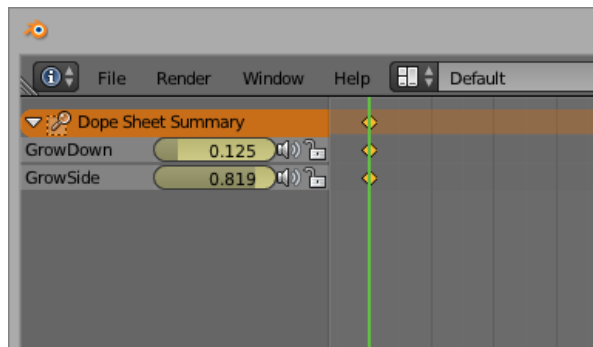 File Render Window Help Default
Dope Sheet Summary
GrowDown 0.125
GrowSide 0.819